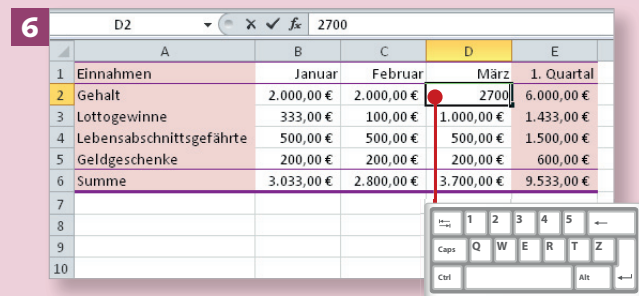 6
D2 fx 2700
A B C D E
1 Einnahmen Januar Februar März 1. Quartal
2 Gehalt 2.000,00 € 2.000,00 € 2700 6.000,00 €
3 Lottogewinne 333,00 € 100,00 € 1.000,00 € 1.433,00 €
4 Lebensabschnittsgefährte 500,00 € 500,00 € 500,00 € 1.500,00 €
5 Geldgeschenke 200,00 € 200,00 € 200,00 € 600,00 €
6 Summe 3.033,00 € 2.800,00 € 3.700,00 € 9.533,00 €
7
8
9
10
1 2 3 4 5
Caps Q W E R T Z
Ctrl Alt